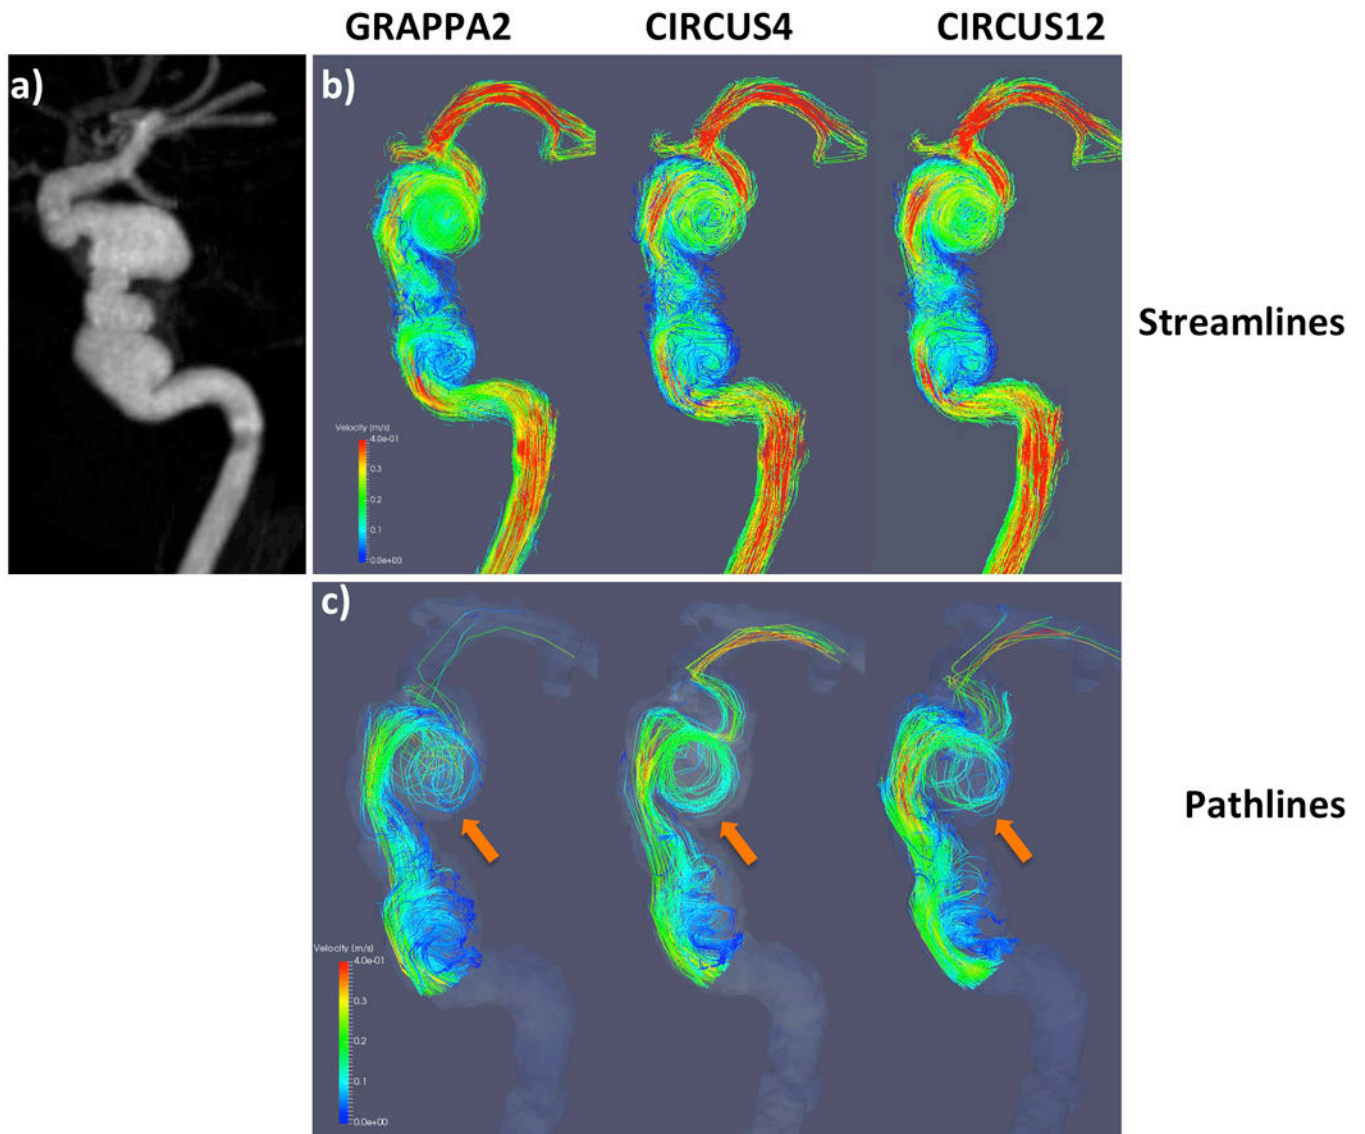 GRAPPA2 CIRCUS4 CIRCUS12
a)
b)
Streamlines
Velocity [m/s]
4.0e-01
0.3
0.2
0.1
0.0e+00
c)
Pathlines
Velocity [m/s]
4.0e-01
0.3
0.2
0.1
0.0e+00